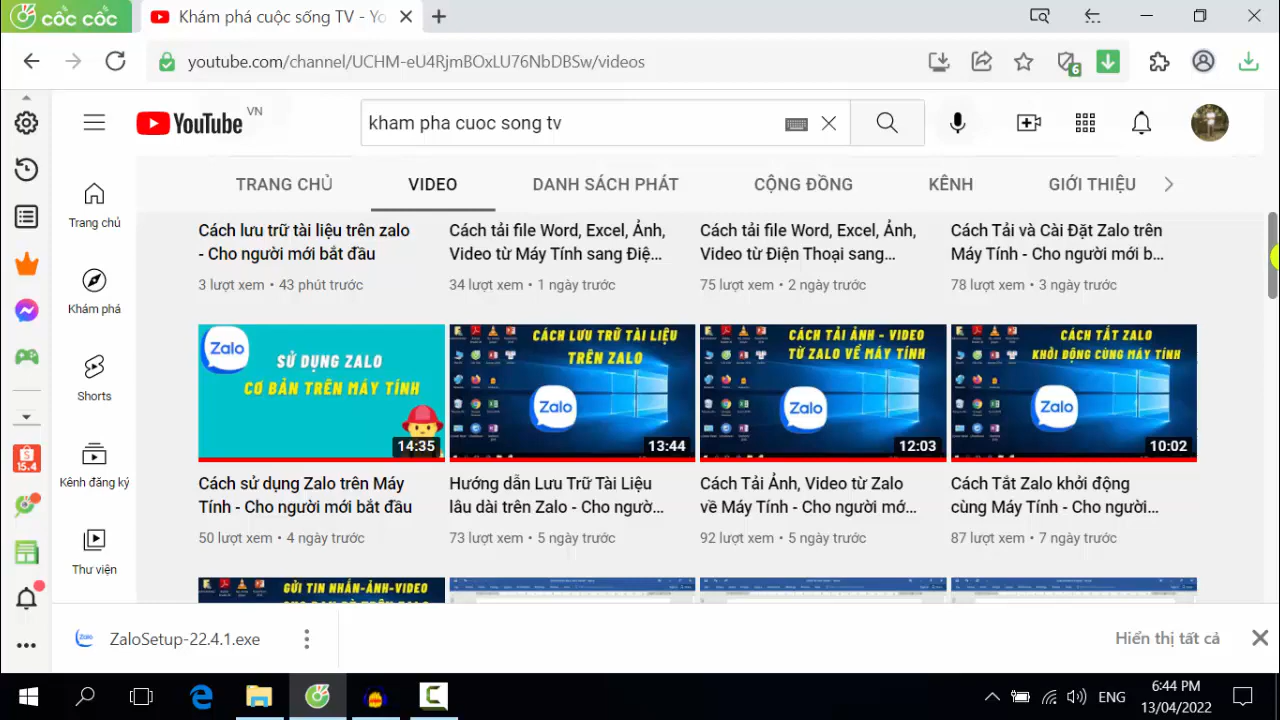 cốc cốc
Khám phá cuộc sống TV - Yo
youtube.com/channel/UCHM-eU4RjmBOxLU76NbDBSw/videos
6
YouTube VN
kham pha cuoc song tv
TRANG CHỦ VIDEO DANH SÁCH PHÁT CỘNG ĐỒNG KÊNH GIỚI THIỆU
Trang chủ
Khám phá
Shorts
Kênh đăng ký
Thư viện
15.4
Cách lưu trữ tài liệu trên zalo
- Cho người mới bắt đầu
3 lượt xem • 43 phút trước
Cách tải file Word, Excel, Ảnh,
Video từ Máy Tính sang Điệ...
34 lượt xem • 1 ngày trước
Cách tải file Word, Excel, Ảnh,
Video từ Điện Thoại sang...
75 lượt xem • 2 ngày trước
Cách Tải và Cài Đặt Zalo trên
Máy Tính - Cho người mới b...
78 lượt xem • 3 ngày trước
Zalo
SỬ DỤNG ZALO
CƠ BẢN TRÊN MÁY TÍNH
14:35
CÁCH LƯU TRỮ TÀI LIỆU
TRÊN ZALO
Zalo
13:44
CÁCH TẢI ẢNH - VIDEO
TỪ ZALO VỀ MÁY TÍNH
Zalo
12:03
CÁCH TẮT ZALO
KHỞI ĐỘNG CÙNG MÁY TÍNH
Zalo
10:02
Cách sử dụng Zalo trên Máy
Tính - Cho người mới bắt đầu
50 lượt xem • 4 ngày trước
Hướng dẫn Lưu Trữ Tài Liệu
lâu dài trên Zalo - Cho ngườ...
73 lượt xem • 5 ngày trước
Cách Tải Ảnh, Video từ Zalo
về Máy Tính - Cho người mớ...
92 lượt xem • 5 ngày trước
Cách Tắt Zalo khởi động
cùng Máy Tính - Cho người...
87 lượt xem • 7 ngày trước
GỬI TIN NHẮN-ẢNH-VIDEO
Zalo
ZaloSetup-22.4.1.exe
Hiển thị tất cả
ENG
6:44 PM
13/04/2022